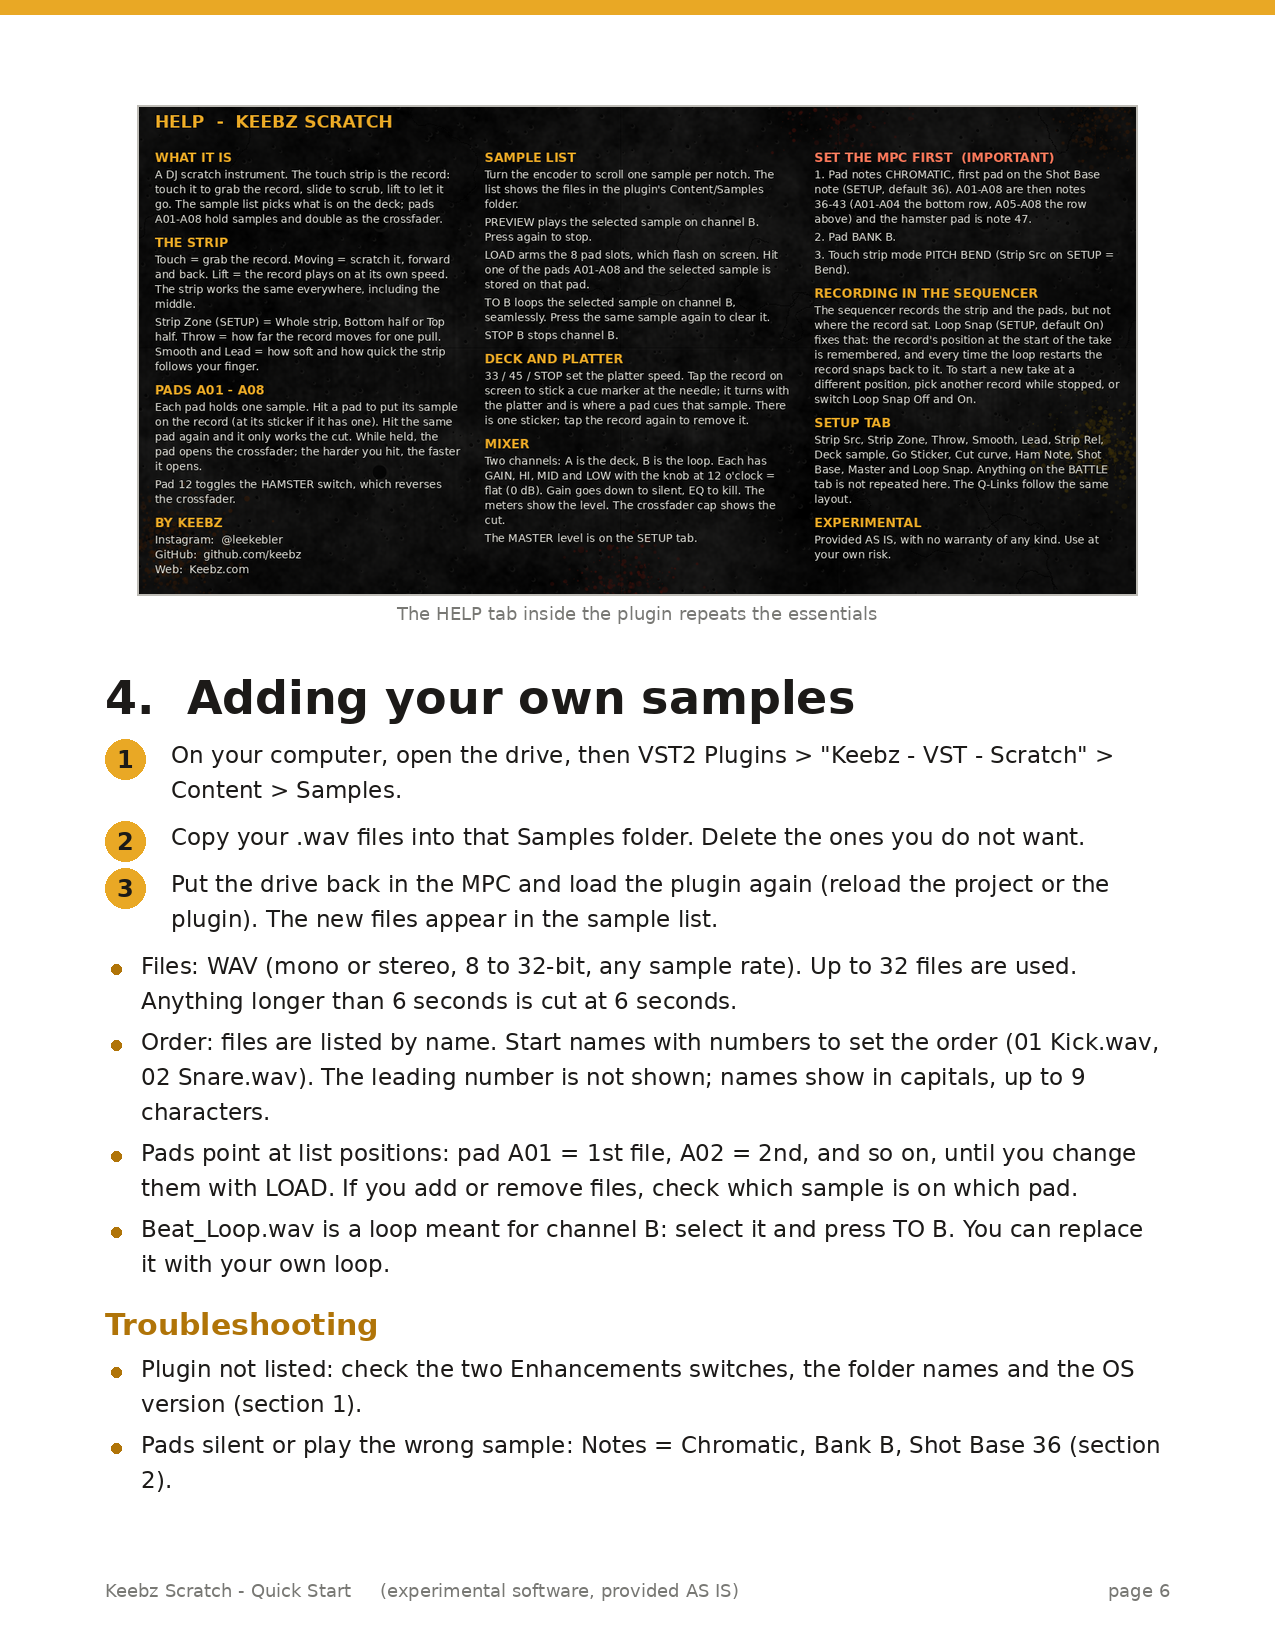 HELP - KEEBZ SCRATCH
WHAT IT IS
A DJ scratch instrument. The touch strip is the record:
touch it to grab the record, slide to scrub, lift to let it
go. The sample list picks what is on the deck; pads
A01-A08 hold samples and double as the crossfader.
THE STRIP
Touch = grab the record. Moving = scratch it, forward
and back. Lift = the record plays on at its own speed.
The strip works the same everywhere, including the
middle.
Strip Zone (SETUP) = Whole strip, Bottom half or Top
half. Throw = how far the record moves for one pull.
Smooth and Lead = how soft and how quick the strip
follows your finger.
PADS A01 - A08
Each pad holds one sample. Hit a pad to put its sample
on the record (at its sticker if it has one). Hit the same
pad again and it only works the cut. While held, the
pad opens the crossfader; the harder you hit, the faster
it opens.
Pad 12 toggles the HAMSTER switch, which reverses
the crossfader.
BY KEEBZ
Instagram: @leekebler
GitHub: github.com/keebz
Web: Keebz.com
SAMPLE LIST
Turn the encoder to scroll one sample per notch. The
list shows the files in the plugin's Content/Samples
folder.
PREVIEW plays the selected sample on channel B.
Press again to stop.
LOAD arms the 8 pad slots, which flash on screen. Hit
one of the pads A01-A08 and the selected sample is
stored on that pad.
TO B loops the selected sample on channel B,
seamlessly. Press the same sample again to clear it.
STOP B stops channel B.
DECK AND PLATTER
33 / 45 / STOP set the platter speed. Tap the record on
screen to stick a cue marker at the needle; it turns with
the platter and is where a pad cues that sample. There
is one sticker; tap the record again to remove it.
MIXER
Two channels: A is the deck, B is the loop. Each has
GAIN, HI, MID and LOW with the knob at 12 o'clock =
flat (0 dB). Gain goes down to silent, EQ to kill. The
meters show the level. The crossfader cap shows the
cut.
The MASTER level is on the SETUP tab.
SET THE MPC FIRST (IMPORTANT)
1. Pad notes CHROMATIC, first pad on the Shot Base
note (SETUP, default 36). A01-A08 are then notes
36-43 (A01-A04 the bottom row, A05-A08 the row
above) and the hamster pad is note 47.
2. Pad BANK B.
3. Touch strip mode PITCH BEND (Strip Src on SETUP =
Bend).
RECORDING IN THE SEQUENCER
The sequencer records the strip and the pads, but not
where the record sat. Loop Snap (SETUP, default On)
fixes that: the record's position at the start of the take
is remembered, and every time the loop restarts the
record snaps back to it. To start a new take at a
different position, pick another record while stopped, or
switch Loop Snap Off and On.
SETUP TAB
Strip Src, Strip Zone, Throw, Smooth, Lead, Strip Rel,
Deck sample, Go Sticker, Cut curve, Ham Note, Shot
Base, Master and Loop Snap. Anything on the BATTLE
tab is not repeated here. The Q-Links follow the same
layout.
EXPERIMENTAL
Provided AS IS, with no warranty of any kind. Use at
your own risk.
The HELP tab inside the plugin repeats the essentials
4. Adding your own samples
1 On your computer, open the drive, then VST2 Plugins > "Keebz - VST - Scratch" >
Content > Samples.
2 Copy your .wav files into that Samples folder. Delete the ones you do not want.
3 Put the drive back in the MPC and load the plugin again (reload the project or the
plugin). The new files appear in the sample list.
• Files: WAV (mono or stereo, 8 to 32-bit, any sample rate). Up to 32 files are used.
Anything longer than 6 seconds is cut at 6 seconds.
• Order: files are listed by name. Start names with numbers to set the order (01 Kick.wav,
02 Snare.wav). The leading number is not shown; names show in capitals, up to 9
characters.
• Pads point at list positions: pad A01 = 1st file, A02 = 2nd, and so on, until you change
them with LOAD. If you add or remove files, check which sample is on which pad.
• Beat_Loop.wav is a loop meant for channel B: select it and press TO B. You can replace
it with your own loop.
Troubleshooting
• Plugin not listed: check the two Enhancements switches, the folder names and the OS
version (section 1).
• Pads silent or play the wrong sample: Notes = Chromatic, Bank B, Shot Base 36 (section
2).
Keebz Scratch - Quick Start (experimental software, provided AS IS) page 6